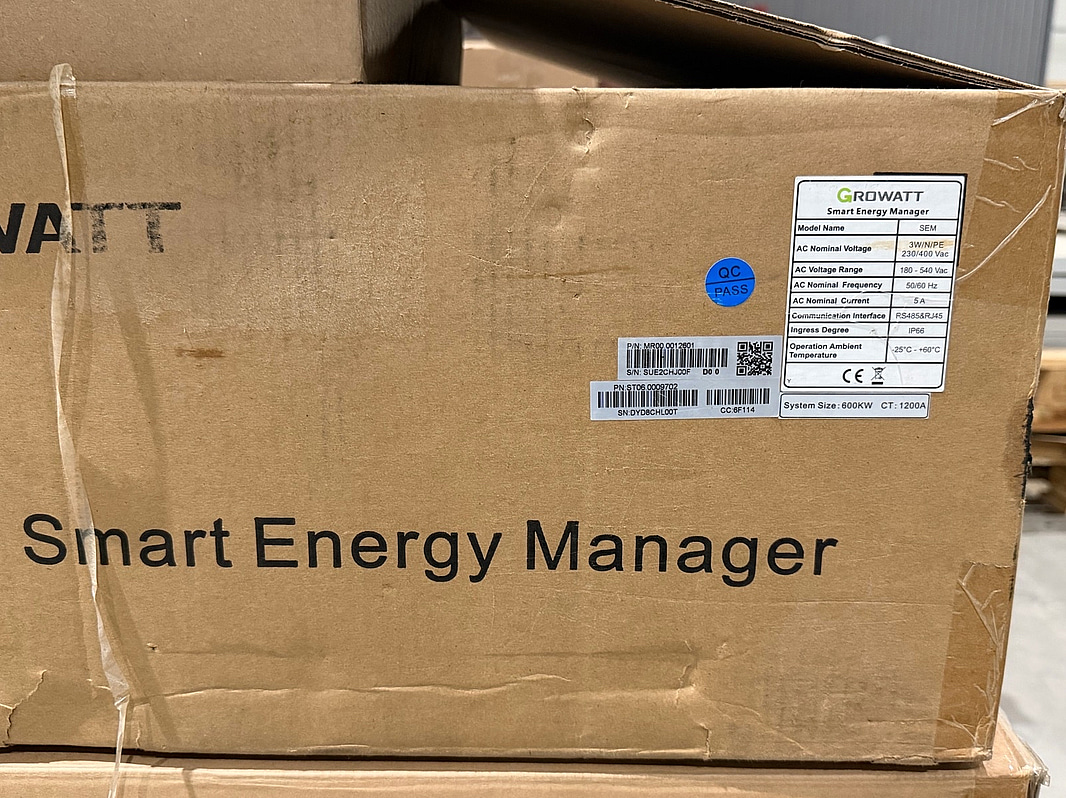 WATT
GROWATT
Smart Energy Manager
Model Name SEM
AC Nominal Voltage 3W/N/PE
230/400 Vac
AC Voltage Range 180 - 540 Vac
AC Nominal Frequency 50/60 Hz
AC Nominal Current 5 A
Communication Interface RS485&RJ45
Ingress Degree IP66
Operation Ambient
Temperature -25°C - +60°C
CE
System Size: 600KW CT: 1200A
QC
PASS
P/N: MR00.0012601
S/N: SUE2CHJ00F D0 0
PN:ST06.0009702
SN:DYD8CHL00T CC:6F114
Smart Energy Manager